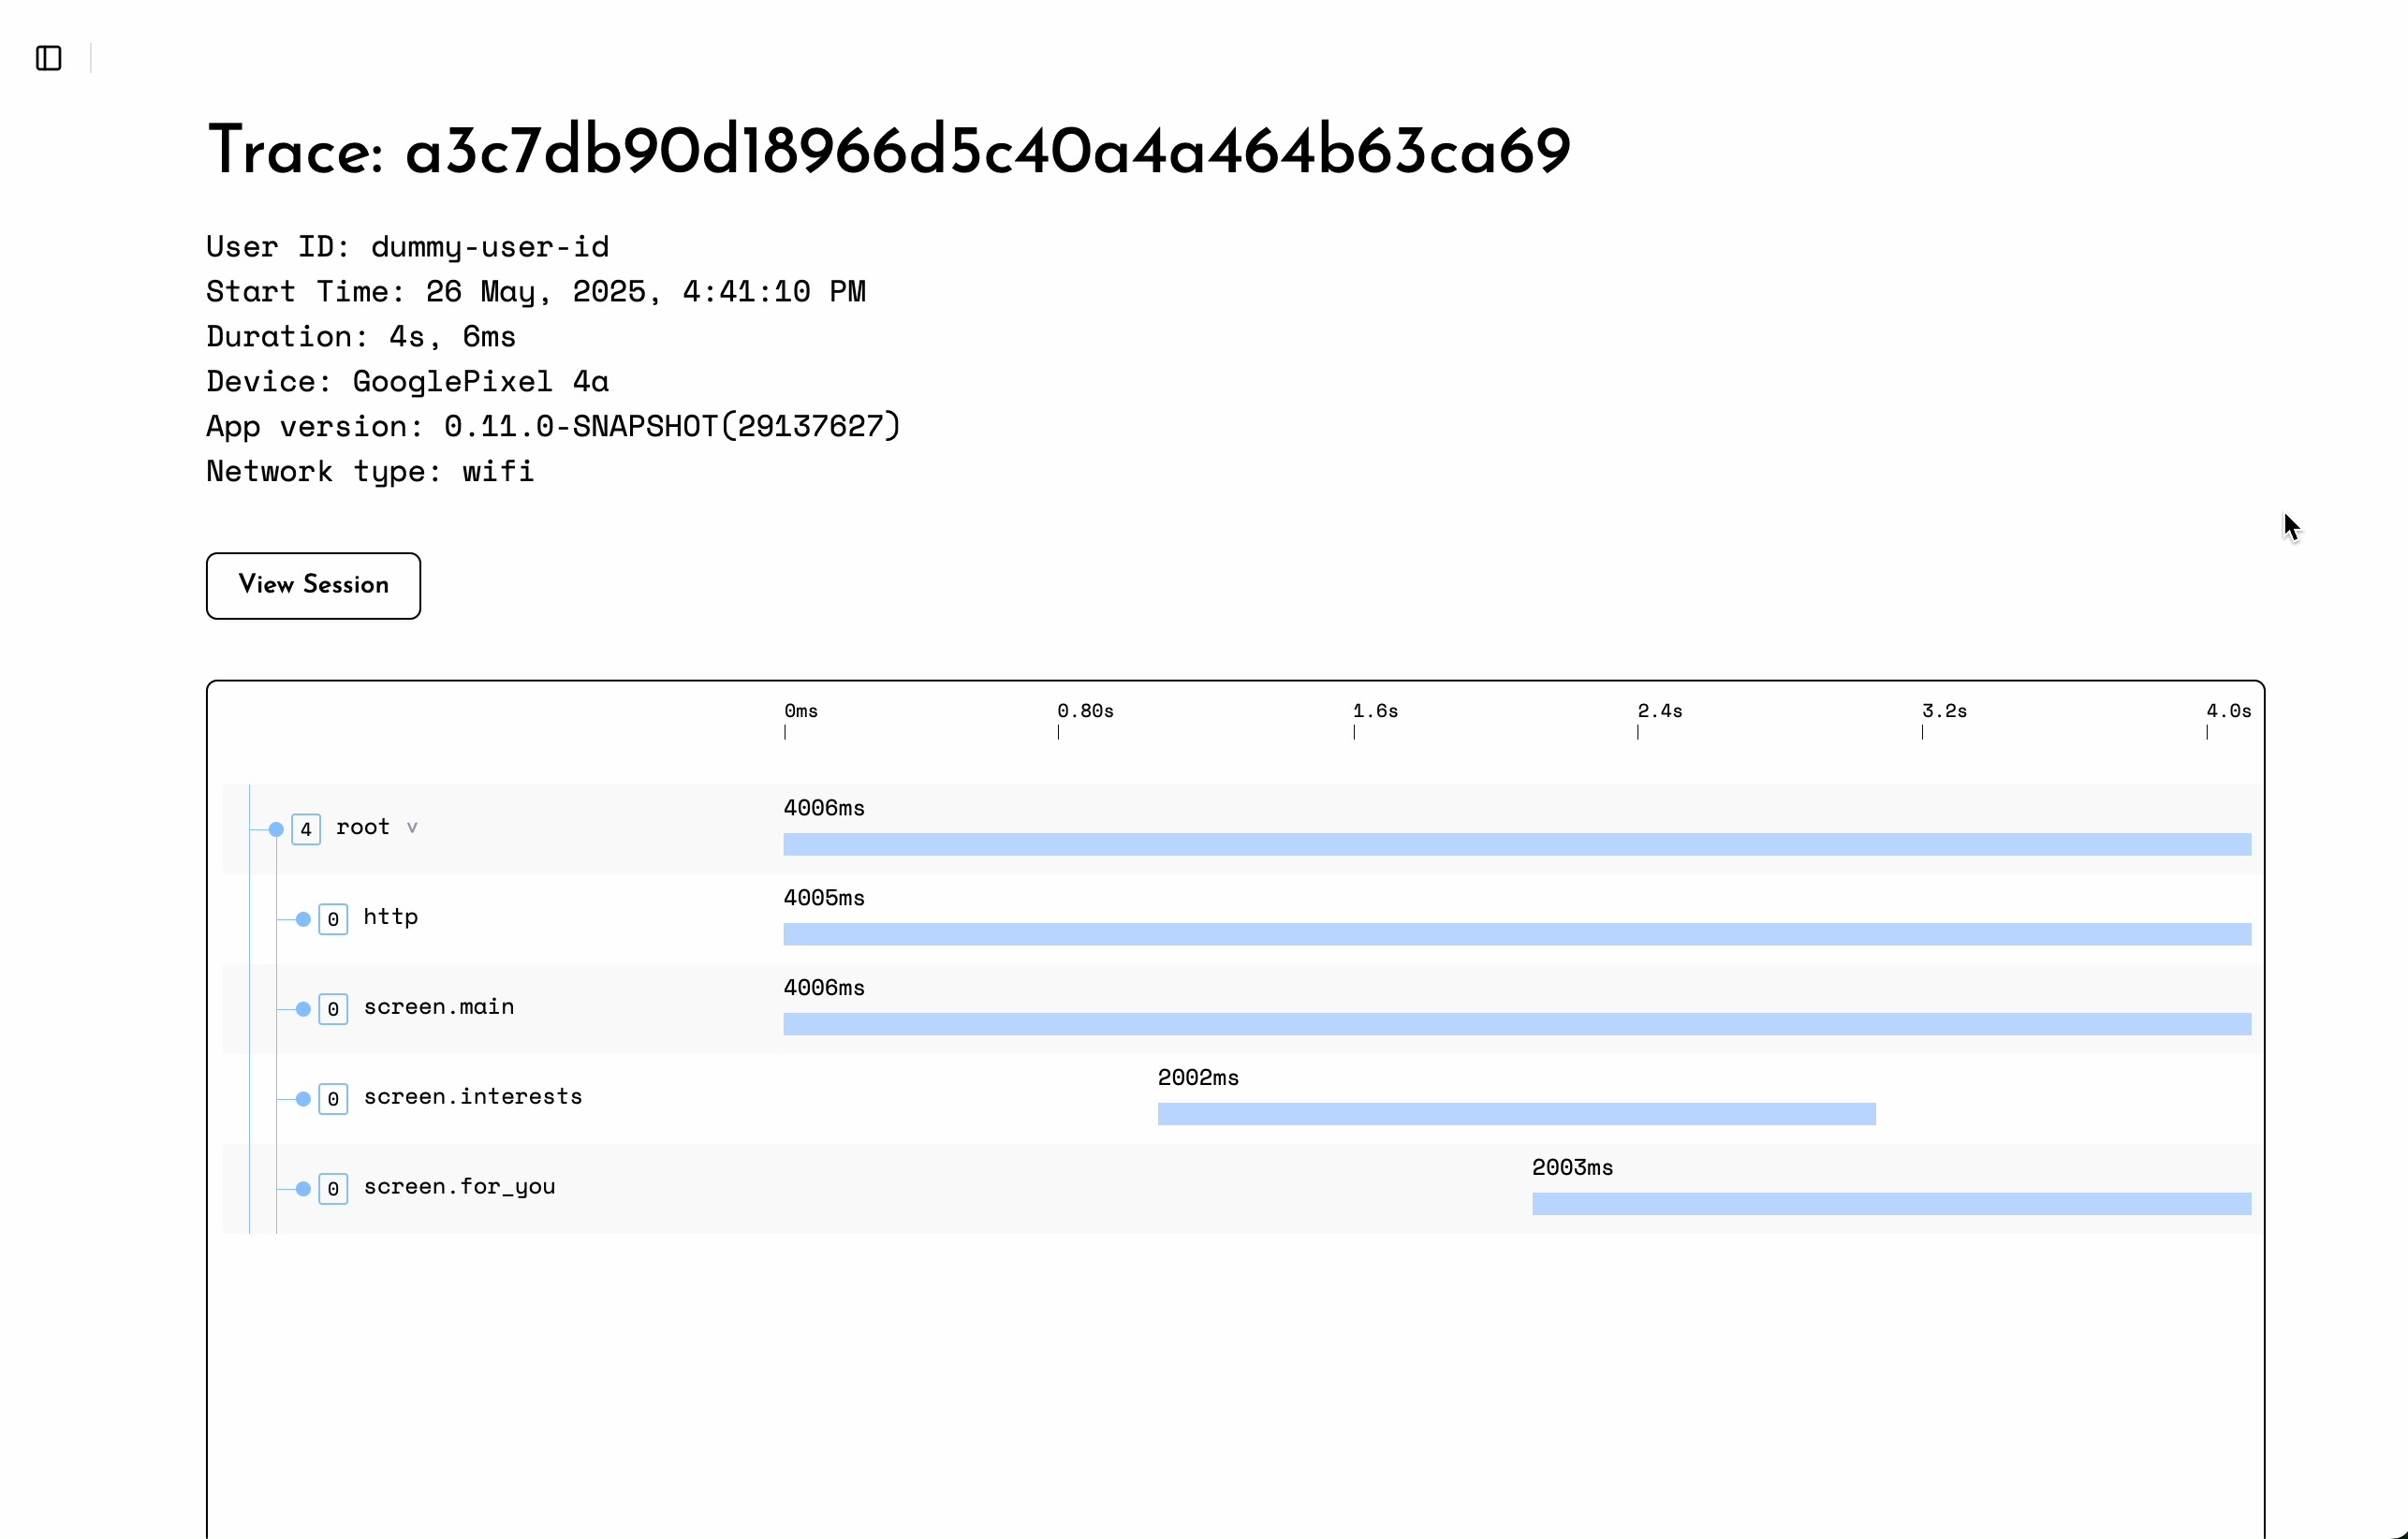 Trace: a3c7db90d18966d5c40a4a464b63ca69
User ID: dummy-user-id
Start Time: 26 May, 2025, 4:41:10 PM
Duration: 4s, 6ms
Device: GooglePixel 4a
App version: 0.11.0-SNAPSHOT(29137627)
Network type: wifi
View Session
0ms 0.80s 1.6s 2.4s 3.2s 4.0s
4006ms
4 root v
4005ms
0 http
4006ms
0 screen.main
2002ms
0 screen.interests
2003ms
0 screen.for_you